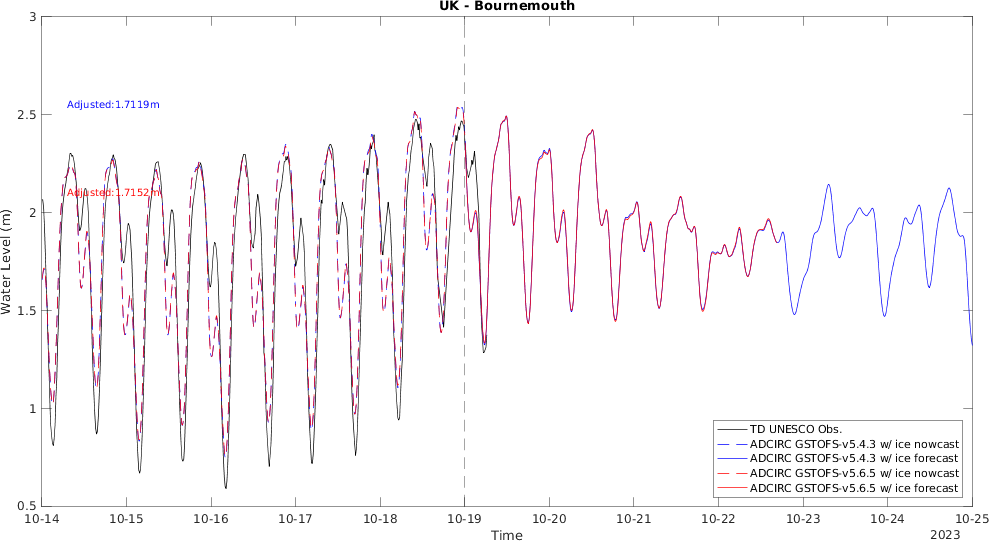 UK - Bournemouth
3
2.5
2
1.5
1
0.5
Water Level (m)
Adjusted:1.7119m
Adjusted:1.7152m
TD UNESCO Obs.
ADCIRC GSTOFS-v5.4.3 w/ ice nowcast
ADCIRC GSTOFS-v5.4.3 w/ ice forecast
ADCIRC GSTOFS-v5.6.5 w/ ice nowcast
ADCIRC GSTOFS-v5.6.5 w/ ice forecast
10-14 10-15 10-16 10-17 10-18 10-19 10-20 10-21 10-22 10-23 10-24 10-25
Time
2023